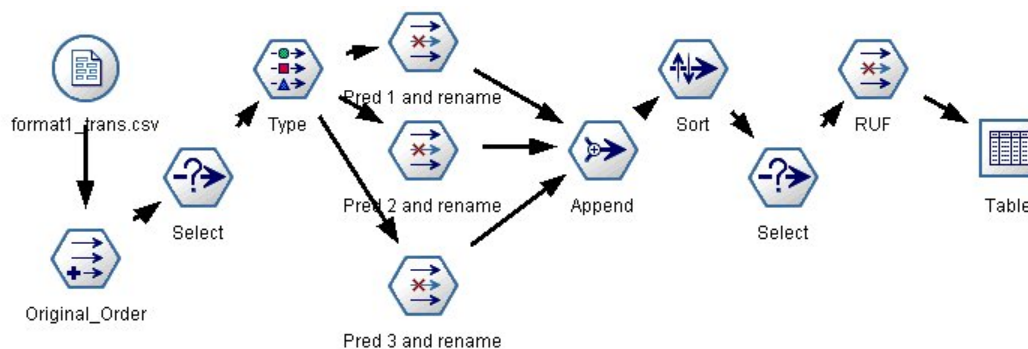 format1_trans.csv
Original_Order
Select
Type
Pred 1 and rename
Pred 2 and rename
Pred 3 and rename
Append
Sort
Select
RUF
Table